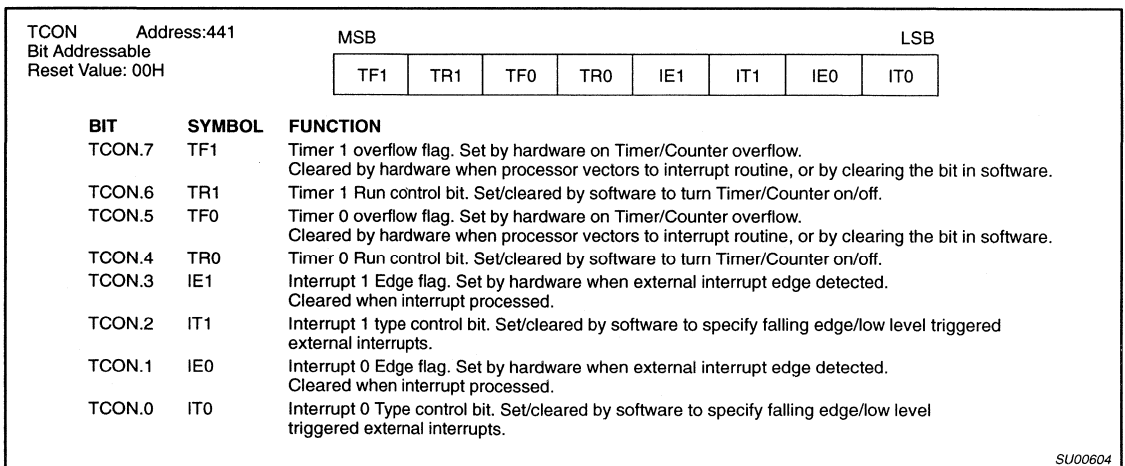 TCON Address:441 MSB LSB
Bit Addressable
Reset Value: 00H
TF1 TR1 TF0 TR0 IE1 IT1 IE0 IT0
BIT SYMBOL FUNCTION
TCON.7 TF1 Timer 1 overflow flag. Set by hardware on Timer/Counter overflow.
Cleared by hardware when processor vectors to interrupt routine, or by clearing the bit in software.
TCON.6 TR1 Timer 1 Run control bit. Set/cleared by software to turn Timer/Counter on/off.
TCON.5 TF0 Timer 0 overflow flag. Set by hardware on Timer/Counter overflow.
Cleared by hardware when processor vectors to interrupt routine, or by clearing the bit in software.
TCON.4 TR0 Timer 0 Run control bit. Set/cleared by software to turn Timer/Counter on/off.
TCON.3 IE1 Interrupt 1 Edge flag. Set by hardware when external interrupt edge detected.
Cleared when interrupt processed.
TCON.2 IT1 Interrupt 1 type control bit. Set/cleared by software to specify falling edge/low level triggered
external interrupts.
TCON.1 IE0 Interrupt 0 Edge flag. Set by hardware when external interrupt edge detected.
Cleared when interrupt processed.
TCON.0 IT0 Interrupt 0 Type control bit. Set/cleared by software to specify falling edge/low level
triggered external interrupts.
SU00604